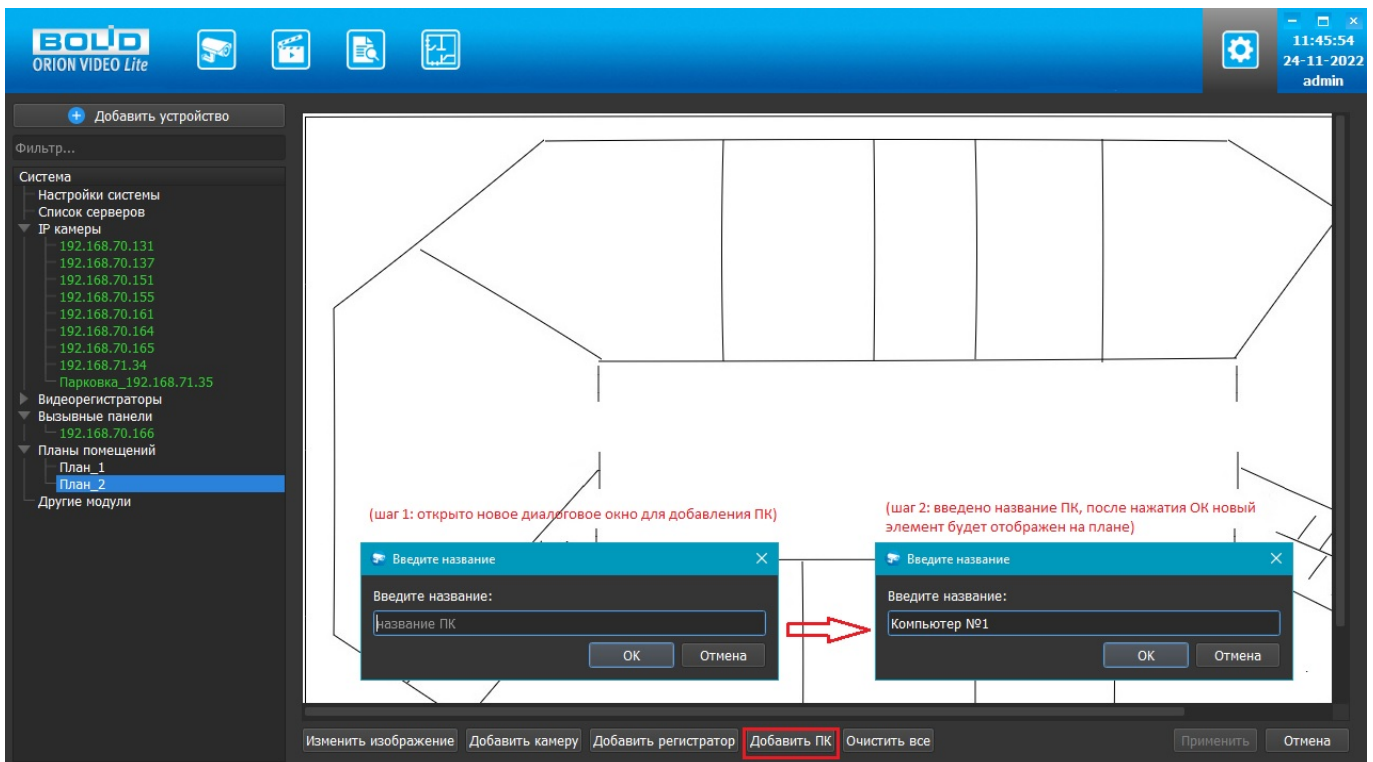 BOLID
ORION VIDEO Lite
11:45:54
24-11-2022
admin
Добавить устройство
Фильтр...
Система
Настройки системы
Список серверов
IP камеры
192.168.70.131
192.168.70.137
192.168.70.151
192.168.70.155
192.168.70.161
192.168.70.164
192.168.70.165
192.168.71.34
Парковка_192.168.71.35
Видеорегистраторы
Вызывные панели
192.168.70.166
Планы помещений
План_1
План_2
Другие модули
(шаг 1: открыто новое диалоговое окно для добавления ПК)
Введите название
Введите название:
название ПК
ОК
Отмена
(шаг 2: введено название ПК, после нажатия ОК новый
элемент будет отображен на плане)
Введите название
Введите название:
Компьютер №1
ОК
Отмена
Изменить изображение
Добавить камеру
Добавить регистратор
Добавить ПК
Очистить все
Применить
Отмена